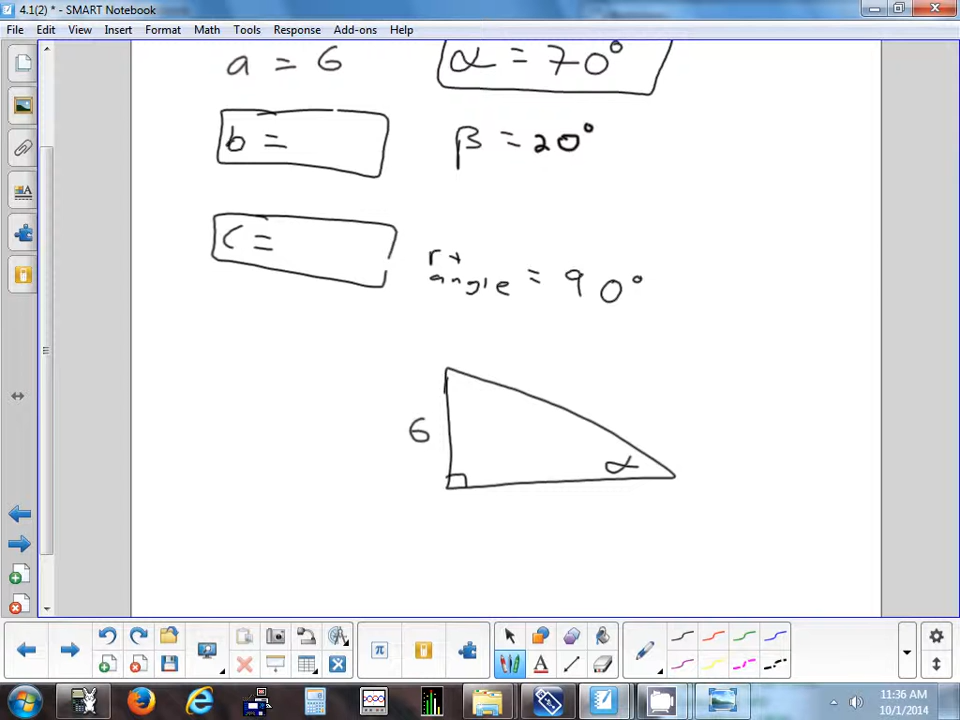 4.1(2) * - SMART Notebook
File Edit View Insert Format Math Tools Response Add-ons Help
a = 6
α = 70°
b =
β = 20°
c =
rt
angle = 90°
6
α
π
A
11:36 AM
10/1/2014